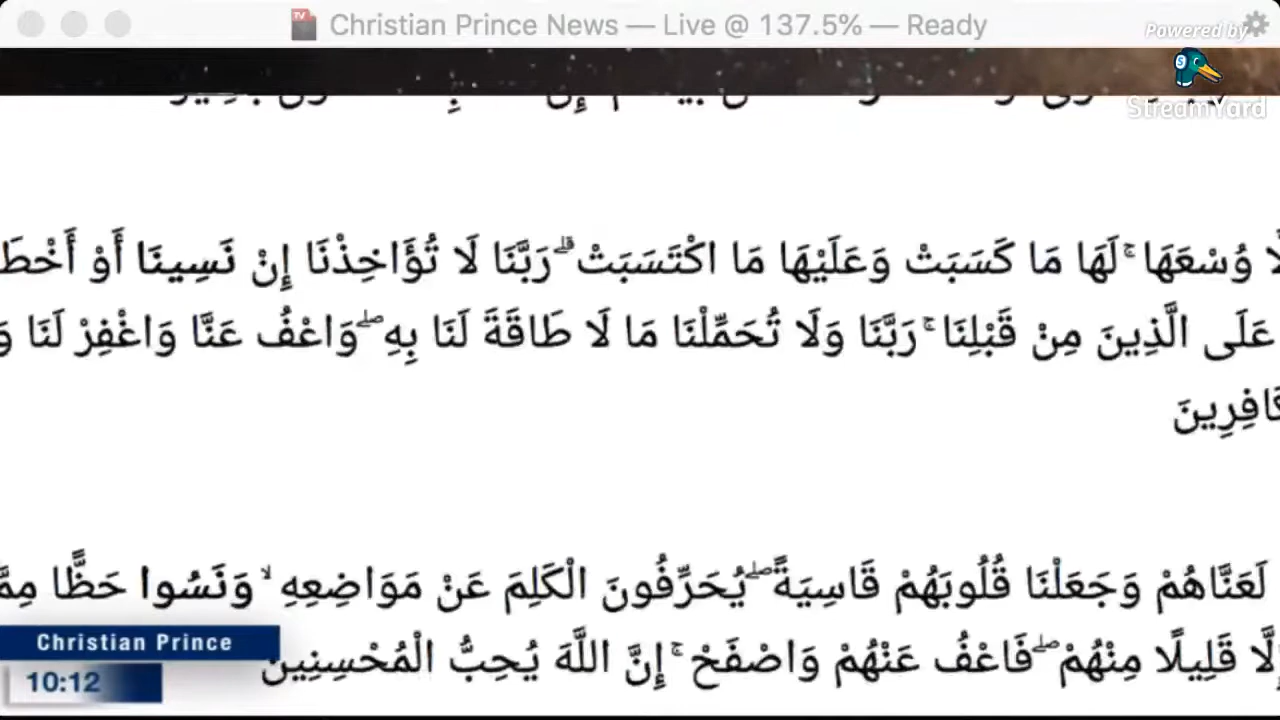 Christian Prince News — Live @ 137.5% — Ready
Powered by
StreamYard
وُسْعَهَا ۚ لَهَا مَا كَسَبَتْ وَعَلَيْهَا مَا اكْتَسَبَتْ ۗ رَبَّنَا لَا تُؤَاخِذْنَا إِنْ نَسِينَا أَوْ
عَلَى الَّذِينَ مِنْ قَبْلِنَا ۚ رَبَّنَا وَلَا تُحَمِّلْنَا مَا لَا طَاقَةَ لَنَا بِهِ ۖ وَاعْفُ عَنَّا وَاغْفِرْ لَنَا
لَعَنَّاهُمْ وَجَعَلْنَا قُلُوبَهُمْ قَاسِيَةً ۖ يُحَرِّفُونَ الْكَلِمَ عَنْ مَوَاضِعِهِ ۙ وَنَسُوا حَظًّا
إِلَّا قَلِيلًا مِنْهُمْ ۖ فَاعْفُ عَنْهُمْ وَاصْفَحْ ۚ إِنَّ اللَّهَ يُحِبُّ الْمُحْسِنِينَ
Christian Prince
10:12